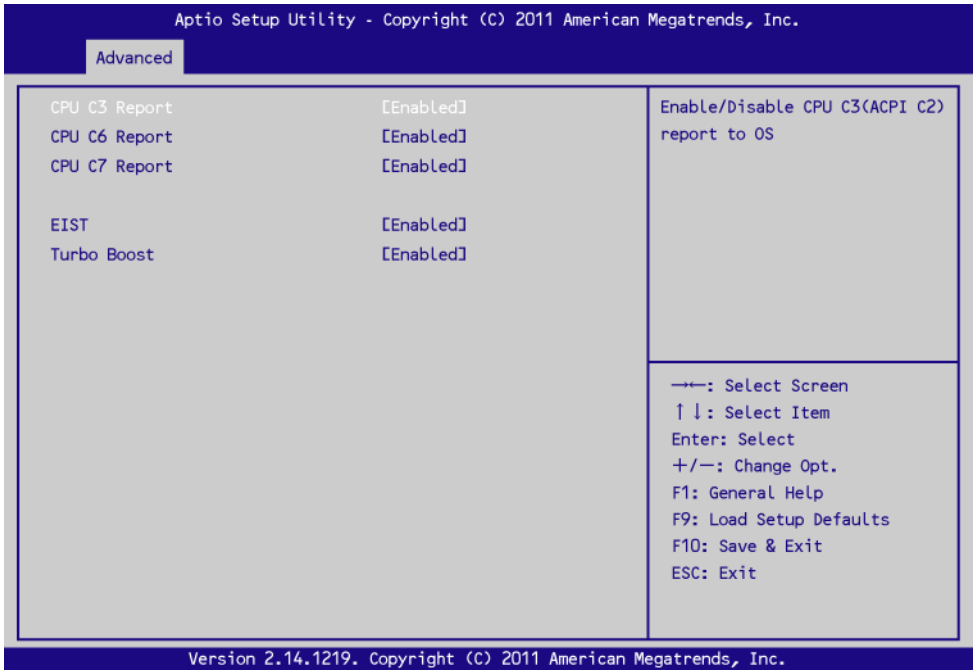 Aptio Setup Utility - Copyright (C) 2011 American Megatrends, Inc.
Advanced
CPU C3 Report [Enabled]
CPU C6 Report [Enabled]
CPU C7 Report [Enabled]
EIST [Enabled]
Turbo Boost [Enabled]
Enable/Disable CPU C3(ACPI C2)
report to OS
→←: Select Screen
↑↓: Select Item
Enter: Select
+/−: Change Opt.
F1: General Help
F9: Load Setup Defaults
F10: Save & Exit
ESC: Exit
Version 2.14.1219. Copyright (C) 2011 American Megatrends, Inc.